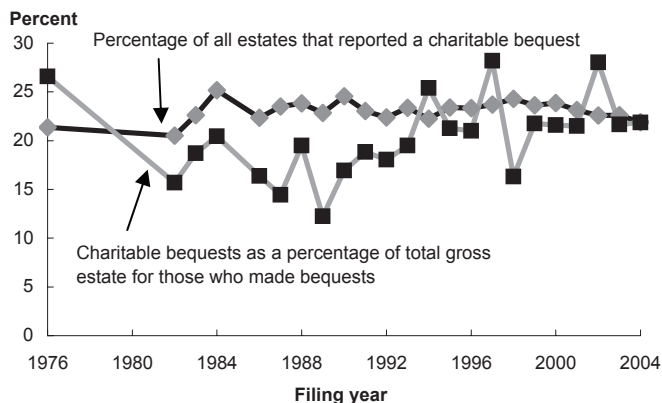 Percent
30
Percentage of all estates that reported a charitable bequest
25
20
15
10
Charitable bequests as a percentage of total gross
estate for those who made bequests
5
0
1976 1980 1984 1988 1992 1996 2000 2004
Filing year